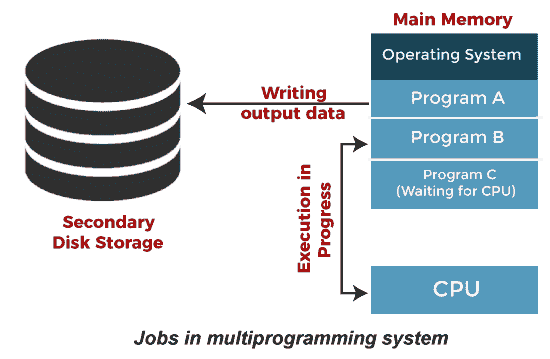 Main Memory
Operating System
Writing
output data
Program A
Program B
Program C
(Waiting for CPU)
Secondary
Disk Storage
Execution in
Progress
CPU
Jobs in multiprogramming system